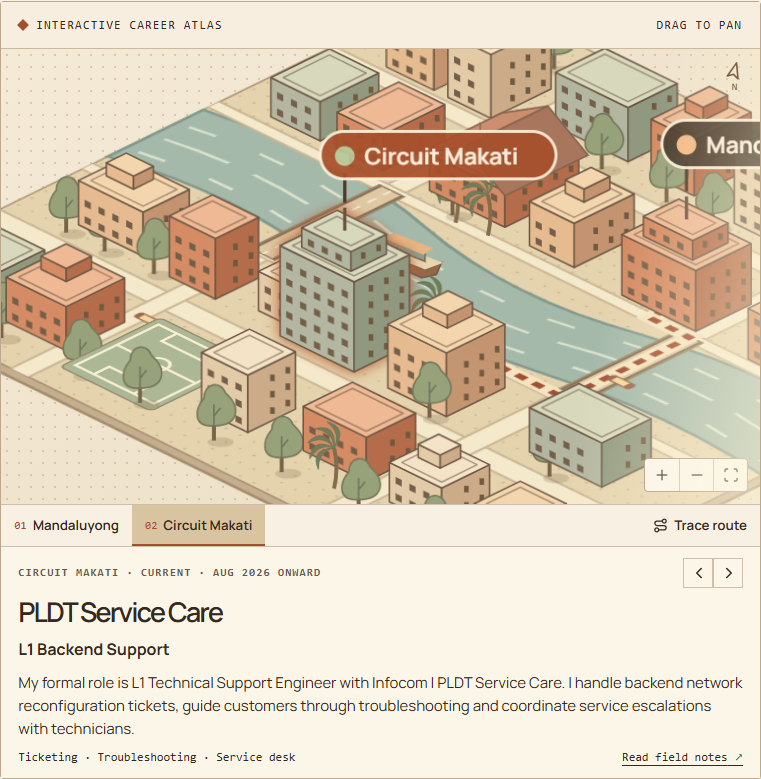 INTERACTIVE CAREER ATLAS
DRAG TO PAN
N
Circuit Makati
Mand
01 Mandaluyong
02 Circuit Makati
Trace route
CIRCUIT MAKATI · CURRENT · AUG 2026 ONWARD
PLDT Service Care
L1 Backend Support
My formal role is L1 Technical Support Engineer with Infocom | PLDT Service Care. I handle backend network
reconfiguration tickets, guide customers through troubleshooting and coordinate service escalations
with technicians.
Ticketing · Troubleshooting · Service desk
Read field notes ↗